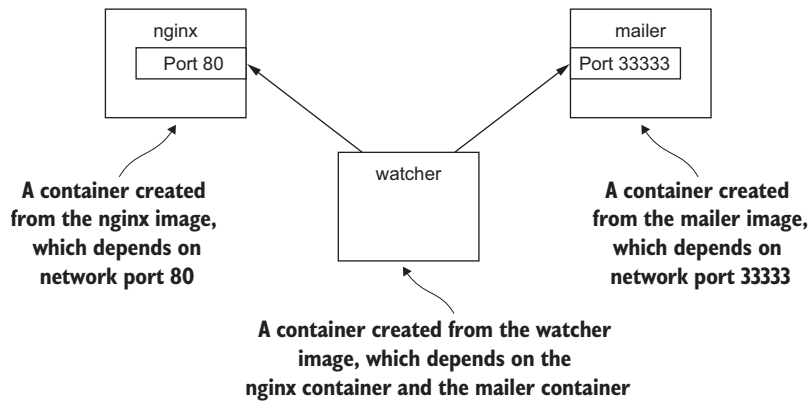 nginx
Port 80
mailer
Port 33333
watcher
A container created
from the nginx image,
which depends on
network port 80
A container created
from the mailer image,
which depends on
network port 33333
A container created from the watcher
image, which depends on the
nginx container and the mailer container